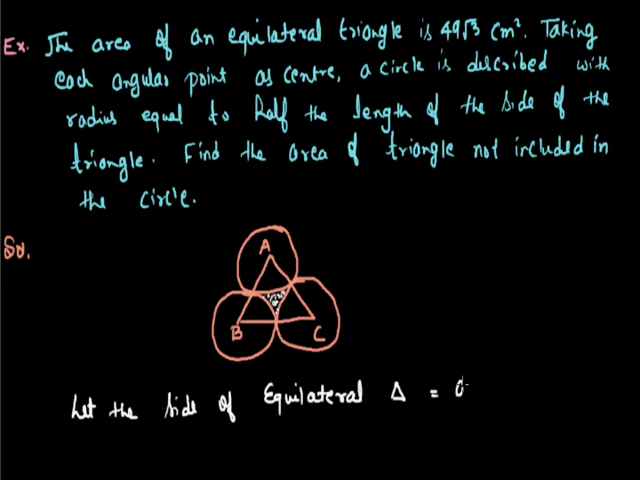 Ex. The area of an equilateral triangle is 49√3 cm². Taking
each angular point as centre, a circle is described with
radius equal to half the length of the side of the
triangle. Find the area of triangle not included in
the circle.
Sol.
A
B C
Let the side of Equilateral Δ =